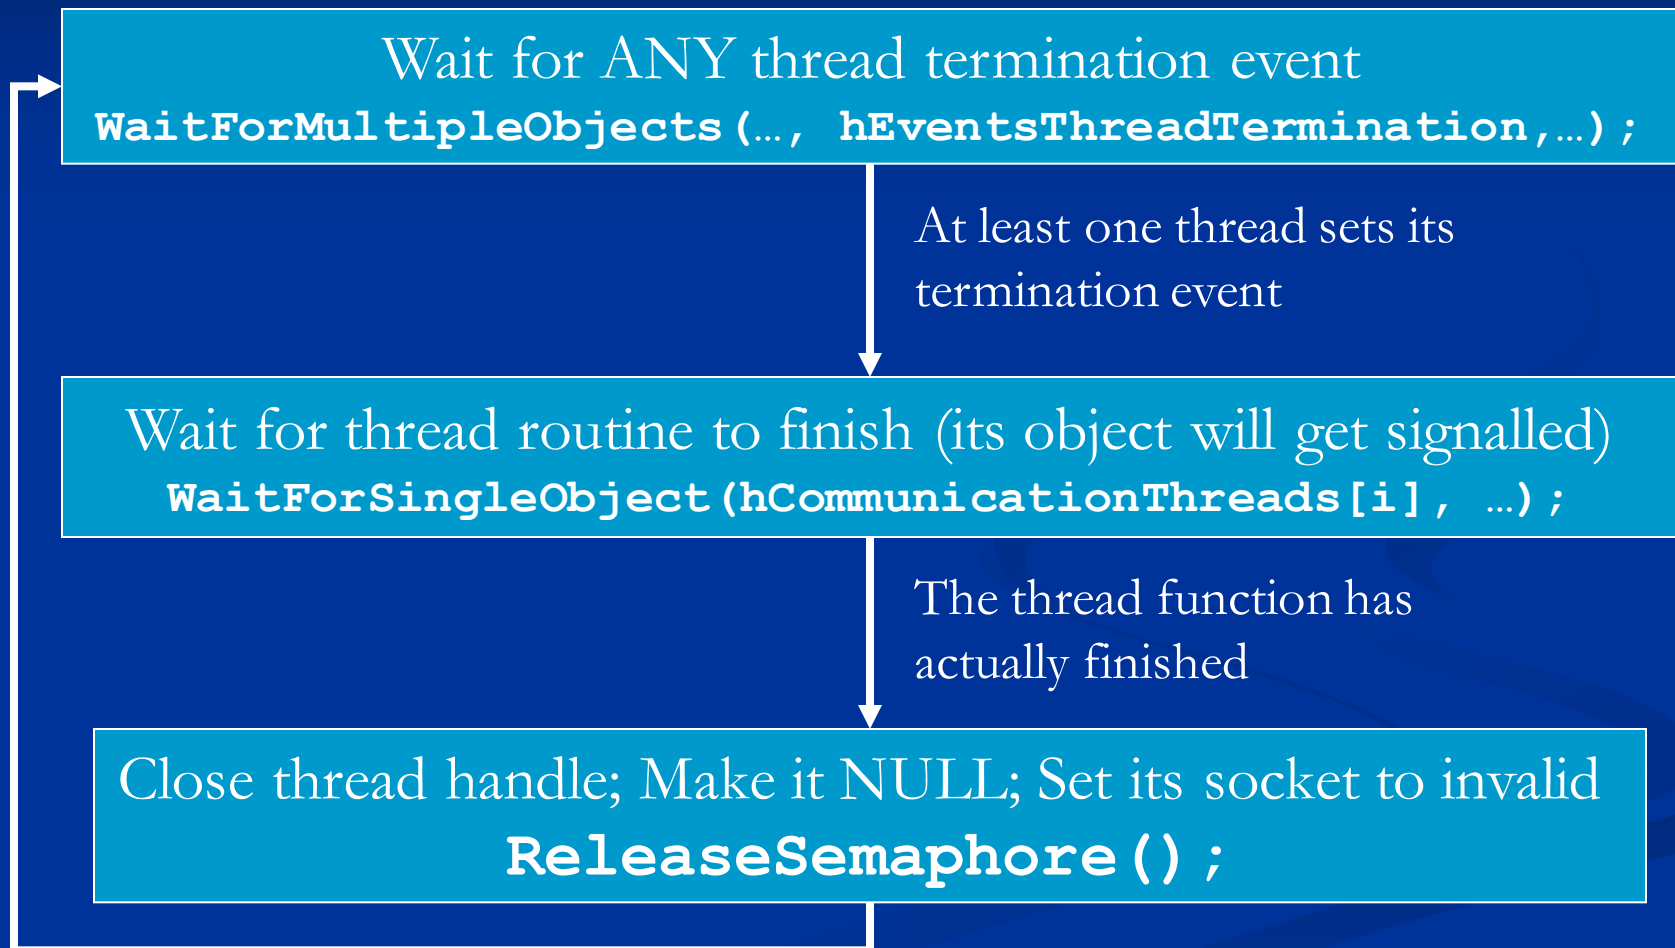 Wait for ANY thread termination event
WaitForMultipleObjects(…, hEventsThreadTermination,…);
At least one thread sets its
termination event
Wait for thread routine to finish (its object will get signalled)
WaitForSingleObject(hCommunicationThreads[i], …);
The thread function has
actually finished
Close thread handle; Make it NULL; Set its socket to invalid
ReleaseSemaphore();